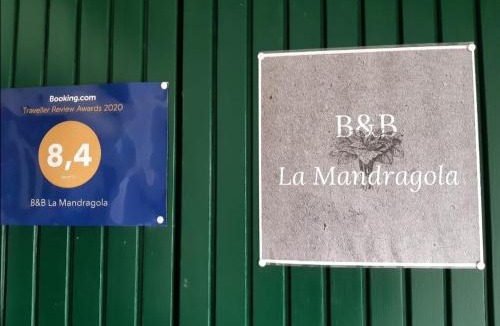 Booking.com
Traveller Review Awards 2020
8,4
B&B La Mandragola
B&B
La Mandragola